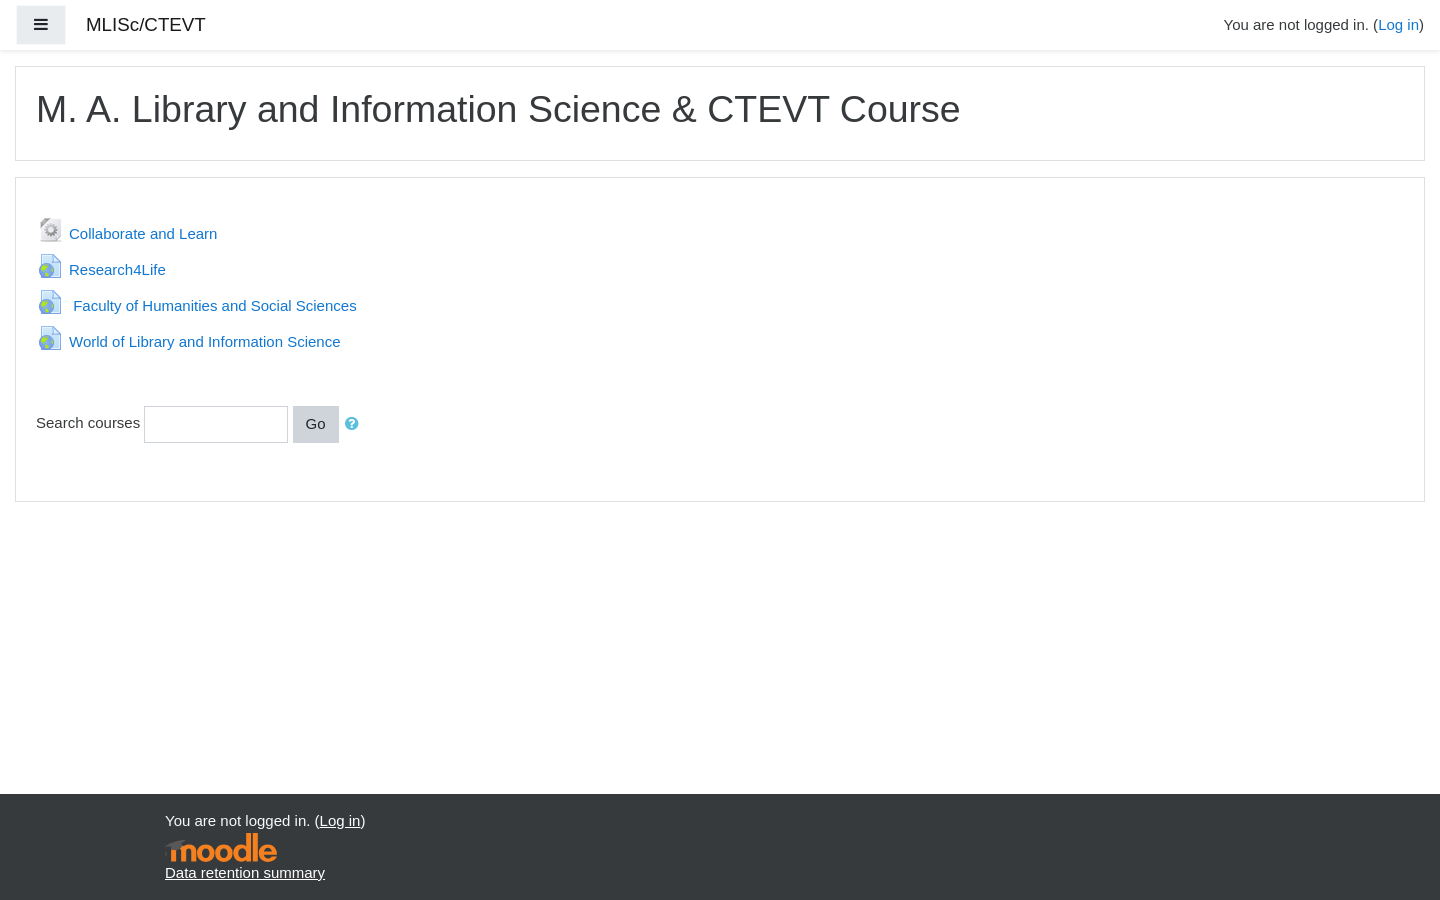 MLISc/CTEVT
You are not logged in. (Log in)
M. A. Library and Information Science & CTEVT Course
Collaborate and Learn
Research4Life
Faculty of Humanities and Social Sciences
World of Library and Information Science
Search courses Go
You are not logged in. (Log in)
moodle
Data retention summary